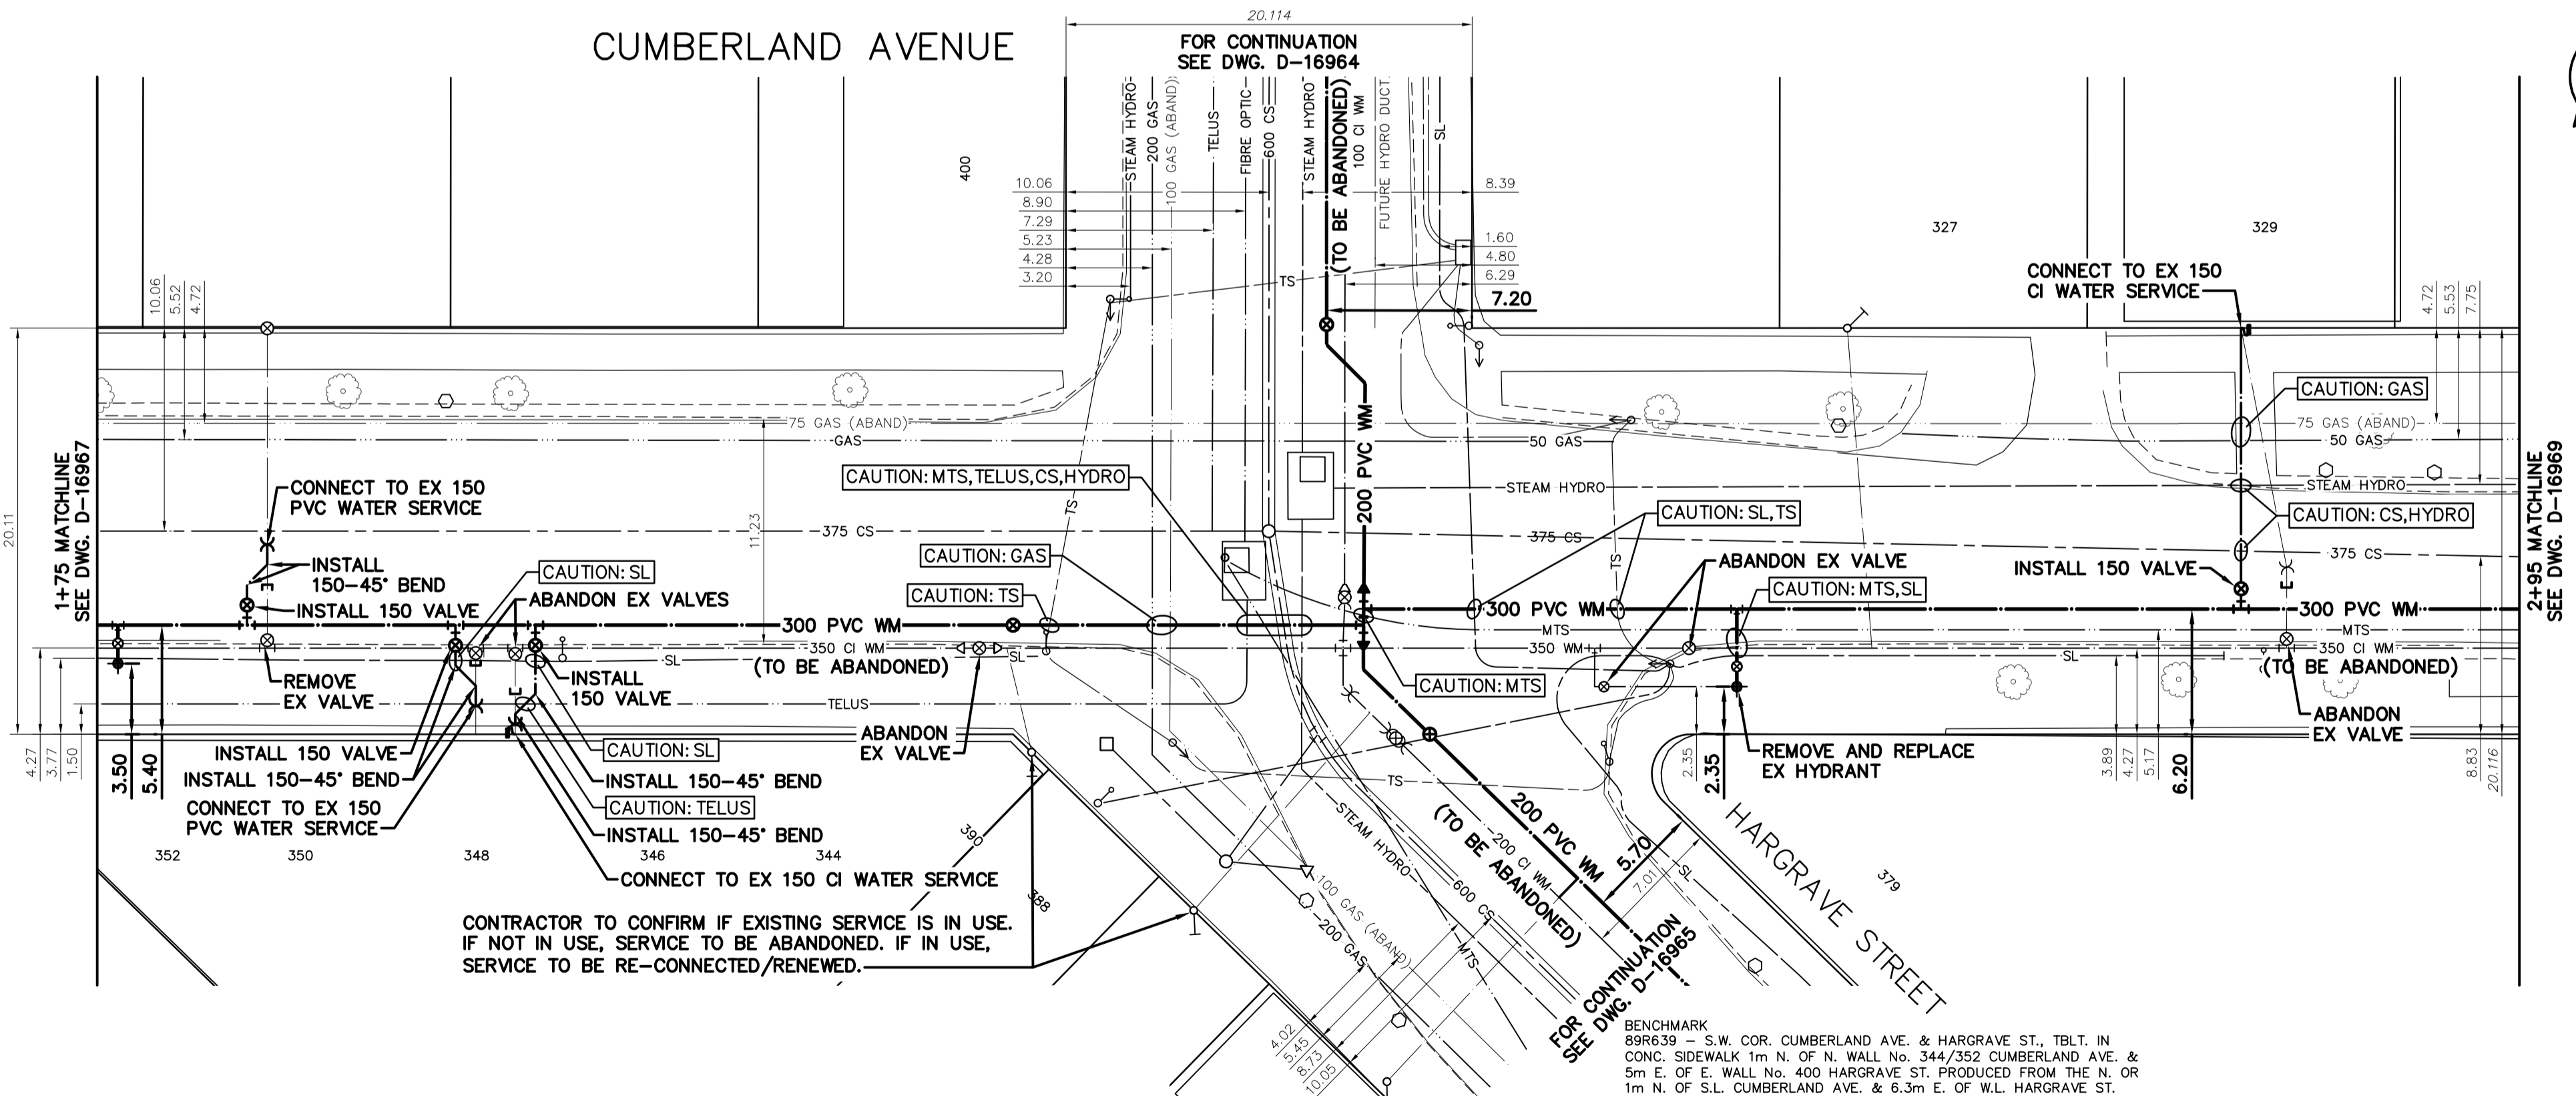 CUMBERLAND AVENUE
20.114
FOR CONTINUATION
SEE DWG. D-16964
400
STEAM HYDRO
200 GAS
100 GAS (ABAND)
TELUS
FIBRE OPTIC
600 CS
STEAM HYDRO
(TO BE ABANDONED)
100 CI WM
FUTURE HYDRO DUCT
SL
10.06
8.90
7.29
5.23
4.28
3.20
8.39
1.60
4.80
6.29
7.20
TS
327
329
CONNECT TO EX 150
CI WATER SERVICE
10.06
5.52
4.72
4.72
5.53
7.75
CAUTION: GAS
20.11
1+75 MATCHLINE
SEE DWG. D-16967
75 GAS (ABAND)
GAS
50 GAS
75 GAS (ABAND)
50 GAS
2+95 MATCHLINE
SEE DWG. D-16969
CONNECT TO EX 150
PVC WATER SERVICE
CAUTION: MTS,TELUS,CS,HYDRO
200 PVC WM
STEAM HYDRO
STEAM HYDRO
TS
11.23
CAUTION: SL,TS
CAUTION: CS,HYDRO
375 CS
375 CS
375 CS
INSTALL
150-45° BEND
CAUTION: SL
CAUTION: GAS
TS
ABANDON EX VALVE
INSTALL 150 VALVE
INSTALL 150 VALVE
ABANDON EX VALVES
CAUTION: TS
CAUTION: MTS,SL
300 PVC WM
300 PVC WM
300 PVC WM
MTS
MTS
350 CI WM
350 WM
350 CI WM
SL
(TO BE ABANDONED)
SL
SL
(TO BE ABANDONED)
REMOVE
EX VALVE
INSTALL
150 VALVE
CAUTION: MTS
TELUS
4.27
3.77
1.50
3.50
5.40
INSTALL 150 VALVE
INSTALL 150-45° BEND
CONNECT TO EX 150
PVC WATER SERVICE
CAUTION: SL
INSTALL 150-45° BEND
CAUTION: TELUS
INSTALL 150-45° BEND
ABANDON
EX VALVE
ABANDON
EX VALVE
REMOVE AND REPLACE
EX HYDRANT
2.35
2.35
3.89
4.27
5.17
6.20
8.83
20.116
TS
352
350
348
346
344
CONNECT TO EX 150 CI WATER SERVICE
390
388
STEAM HYDRO
(TO BE ABANDONED)
200 CI WM
200 PVC WM
5.70
7.01
SL
HARGRAVE STREET
379
100 GAS (ABAND)
200 GAS
600 CS
MTS
CONTRACTOR TO CONFIRM IF EXISTING SERVICE IS IN USE.
IF NOT IN USE, SERVICE TO BE ABANDONED. IF IN USE,
SERVICE TO BE RE-CONNECTED/RENEWED.
FOR CONTINUATION
SEE DWG. D-16965
4.02
5.45
8.73
10.05
BENCHMARK
89R639 - S.W. COR. CUMBERLAND AVE. & HARGRAVE ST., TBLT. IN
CONC. SIDEWALK 1m N. OF N. WALL No. 344/352 CUMBERLAND AVE. &
5m E. OF E. WALL No. 400 HARGRAVE ST. PRODUCED FROM THE N. OR
1m N. OF S.L. CUMBERLAND AVE. & 6.3m E. OF W.L. HARGRAVE ST.